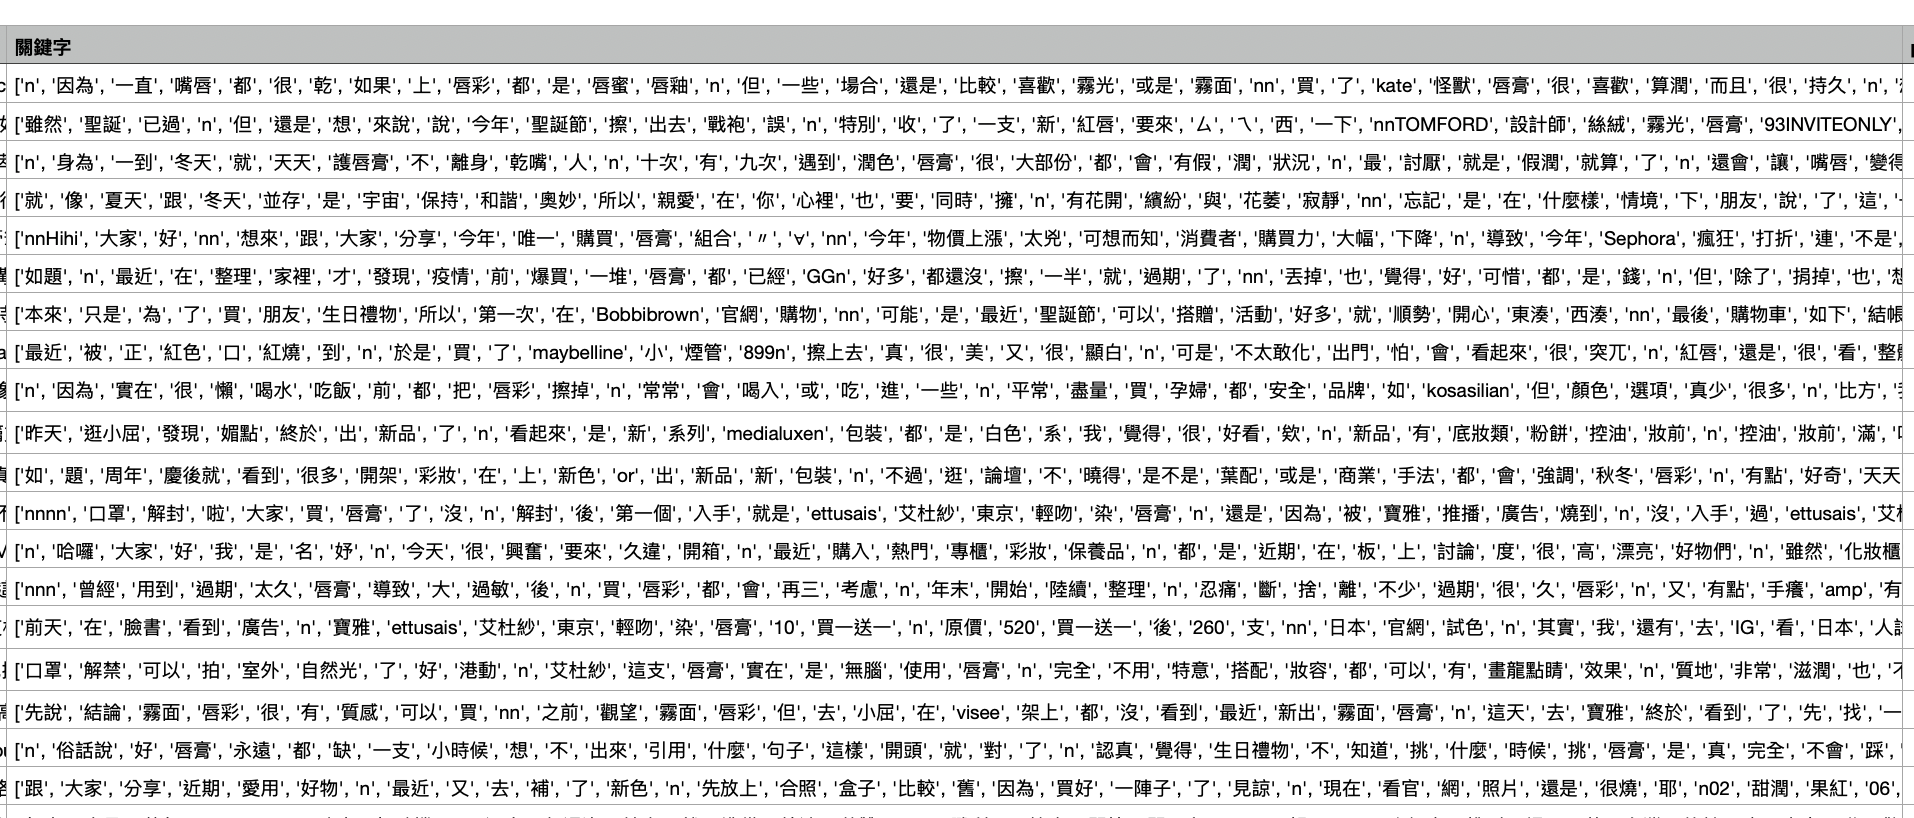 關鍵字
['n', '因為', '一直', '嘴唇', '都', '很', '乾', '如果', '上', '唇彩', '都', '是', '唇蜜', '唇釉', 'n', '但', '一些', '場合', '還是', '比較', '喜歡', '霧光', '或是', '霧面', 'nn', '買', '了', 'kate', '怪獸', '唇膏', '很', '喜歡', '算潤', '而且', '很', '持久', 'n',
['雖然', '聖誕', '已過', 'n', '但', '還是', '想', '來說', '說', '今年', '聖誕節', '擦', '出去', '戰袍', '誤', 'n', '特別', '收', '了', '一支', '新', '紅唇', '要來', 'ㄙ', 'ㄟ', '西', '一下', 'nnTOMFORD', '設計師', '絲絨', '霧光', '唇膏', '93INVITEONLY',
['n', '身為', '一到', '冬天', '就', '天天', '護唇膏', '不', '離身', '乾嘴', '人', 'n', '十次', '有', '九次', '遇到', '潤色', '唇膏', '很', '大部份', '都', '會', '有假', '潤', '狀況', 'n', '最', '討厭', '就是', '假潤', '就算', '了', 'n', '還會', '讓', '嘴唇', '變得
['就', '像', '夏天', '跟', '冬天', '並存', '是', '宇宙', '保持', '和諧', '奧妙', '所以', '親愛', '在', '你', '心裡', '也', '要', '同時', '擁', 'n', '有花開', '繽紛', '與', '花萎', '寂靜', 'nn', '忘記', '是', '在', '什麼樣', '情境', '下', '朋友', '說', '了', '這',
['nnHihi', '大家', '好', 'nn', '想來', '跟', '大家', '分享', '今年', '唯一', '購買', '唇膏', '組合', '〃', '∀', 'nn', '今年', '物價上漲', '太兇', '可想而知', '消費者', '購買力', '大幅', '下降', 'n', '導致', '今年', 'Sephora', '瘋狂', '打折', '連', '不是',
['如題', 'n', '最近', '在', '整理', '家裡', '才', '發現', '疫情', '前', '爆買', '一堆', '唇膏', '都', '已經', 'GGn', '好多', '都還沒', '擦', '一半', '就', '過期', '了', 'nn', '丟掉', '也', '覺得', '好', '可惜', '都', '是', '錢', 'n', '但', '除了', '捐掉', '也', '想
['本來', '只是', '為', '了', '買', '朋友', '生日禮物', '所以', '第一次', '在', 'Bobbibrown', '官網', '購物', 'nn', '可能', '是', '最近', '聖誕節', '可以', '搭贈', '活動', '好多', '就', '順勢', '開心', '東湊', '西湊', 'nn', '最後', '購物車', '如下', '結帳
['最近', '被', '正', '紅色', '口', '紅燒', '到', 'n', '於是', '買', '了', 'maybelline', '小', '煙管', '899n', '擦上去', '真', '很', '美', '又', '很', '顯白', 'n', '可是', '不太敢化', '出門', '怕', '會', '看起來', '很', '突兀', 'n', '紅唇', '還是', '很', '看', '整體
['n', '因為', '實在', '很', '懶', '喝水', '吃飯', '前', '都', '把', '唇彩', '擦掉', 'n', '常常', '會', '喝入', '或', '吃', '進', '一些', 'n', '平常', '盡量', '買', '孕婦', '都', '安全', '品牌', '如', 'kosasilian', '但', '顏色', '選項', '真少', '很多', 'n', '比方',
['昨天', '逛小屈', '發現', '媚點', '終於', '出', '新品', '了', 'n', '看起來', '是', '新', '系列', 'medialuxen', '包裝', '都', '是', '白色', '系', '我', '覺得', '很', '好看', '欸', 'n', '新品', '有', '底妝類', '粉餅', '控油', '妝前', 'n', '控油', '妝前', '滿',
['如', '題', '周年', '慶後就', '看到', '很多', '開架', '彩妝', '在', '上', '新色', 'or', '出', '新品', '新', '包裝', 'n', '不過', '逛', '論壇', '不', '曉得', '是不是', '葉配', '或是', '商業', '手法', '都', '會', '強調', '秋冬', '唇彩', 'n', '有點', '好奇', '天天
['nnnn', '口罩', '解封', '啦', '大家', '買', '唇膏', '了', '沒', 'n', '解封', '後', '第一個', '入手', '就是', 'ettusais', '艾杜紗', '東京', '輕吻', '染', '唇膏', 'n', '還是', '因為', '被', '寶雅', '推播', '廣告', '燒到', 'n', '沒', '入手', '過', 'ettusais', '艾杜
['n', '哈囉', '大家', '好', '我', '是', '名', '妤', 'n', '今天', '很', '興奮', '要來', '久違', '開箱', 'n', '最近', '購入', '熱門', '專櫃', '彩妝', '保養品', 'n', '都', '是', '近期', '在', '板', '上', '討論', '度', '很', '高', '漂亮', '好物們', 'n', '雖然', '化妝櫃
['nnn', '曾經', '用到', '過期', '太久', '唇膏', '導致', '大', '過敏', '後', 'n', '買', '唇彩', '都', '會', '再三', '考慮', 'n', '年末', '開始', '陸續', '整理', 'n', '忍痛', '斷', '捨', '離', '不少', '過期', '很', '久', '唇彩', 'n', '又', '有點', '手癢', 'amp', '有
['前天', '在', '臉書', '看到', '廣告', 'n', '寶雅', 'ettusais', '艾杜紗', '東京', '輕吻', '染', '唇膏', '10', '買一送一', 'n', '原價', '520', '買一送一', '後', '260', '支', 'nn', '日本', '官網', '試色', 'n', '其實', '我', '還有', '去', 'IG', '看', '日本', '人
['口罩', '解禁', '可以', '拍', '室外', '自然光', '了', '好', '港動', 'n', '艾杜紗', '這支', '唇膏', '實在', '是', '無腦', '使用', '唇膏', 'n', '完全', '不用', '特意', '搭配', '妝容', '都', '可以', '有', '畫龍點睛', '效果', 'n', '質地', '非常', '滋潤', '也', '不
['先說', '結論', '霧面', '唇彩', '很', '有', '質感', '可以', '買', 'nn', '之前', '觀望', '霧面', '唇彩', '但', '去', '小屈', '在', 'visee', '架上', '都', '沒', '看到', '最近', '新出', '霧面', '唇膏', 'n', '這天', '去', '寶雅', '終於', '看到', '了', '先', '找', '一
['n', '俗話說', '好', '唇膏', '永遠', '都', '缺', '一支', '小時候', '想', '不', '出來', '引用', '什麼', '句子', '這樣', '開頭', '就', '對', '了', 'n', '認真', '覺得', '生日禮物', '不', '知道', '挑', '什麼', '時候', '挑', '唇膏', '是', '真', '完全', '不會', '踩',
['跟', '大家', '分享', '近期', '愛用', '好物', 'n', '最近', '又', '去', '補', '了', '新色', 'n', '先放上', '合照', '盒子', '比較', '舊', '因為', '買好', '一陣子', '了', '見諒', 'n', '現在', '看官', '網', '照片', '還是', '很燒', '耶', 'n02', '甜潤', '果紅', '06',